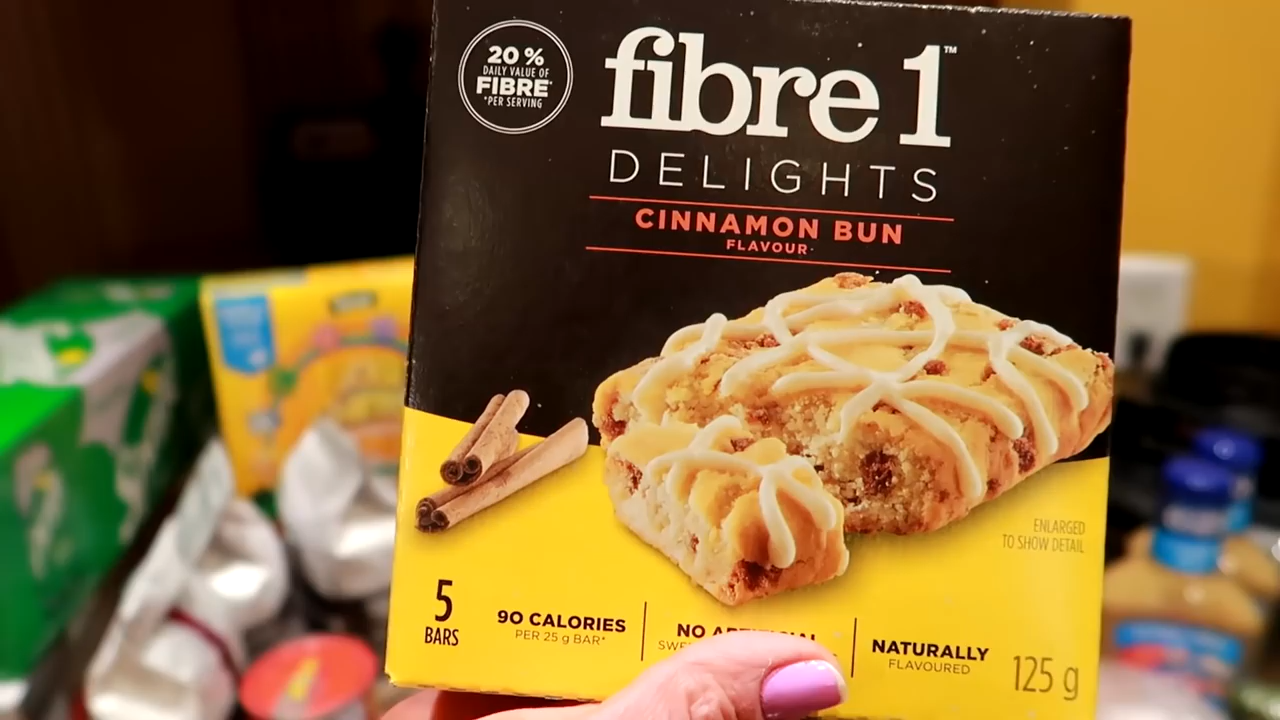 20 %
DAILY VALUE OF
FIBRE*
*PER SERVING
fibre 1™
DELIGHTS
CINNAMON BUN
FLAVOUR
ENLARGED
TO SHOW DETAIL
5
BARS
90 CALORIES
PER 25 g BAR*
NO
NATURALLY
FLAVOURED
125 g